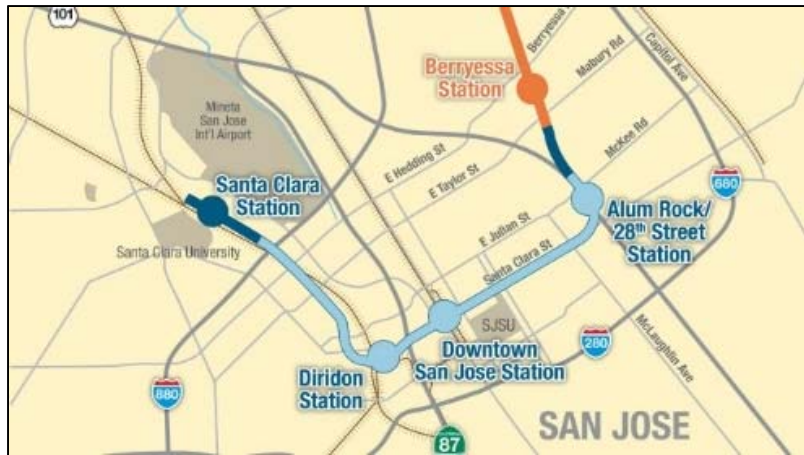 101
Mineta
San Jose
Int'l Airport
Berryessa
Station
Mabury Rd
Capitol Ave
E Hedding St
E Taylor St
McKee Rd
680
Santa Clara
Station
Santa Clara University
E Julian St
Santa Clara St
Alum Rock/
28th Street
Station
SJSU
Downtown
San Jose Station
280
McLaughlin Ave
Diridon
Station
880
87
SAN JOSE